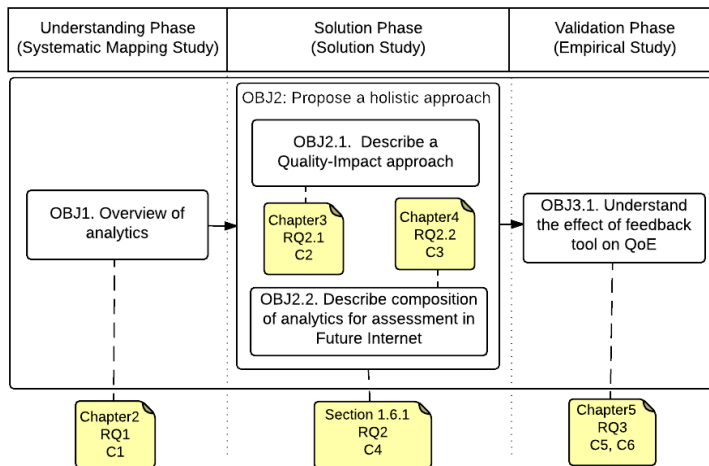 Understanding Phase
(Systematic Mapping Study)
Solution Phase
(Solution Study)
Validation Phase
(Empirical Study)
OBJ2: Propose a holistic approach
OBJ2.1. Describe a
Quality-Impact approach
OBJ1. Overview of
analytics
Chapter3
RQ2.1
C2
Chapter4
RQ2.2
C3
OBJ3.1. Understand
the effect of feedback
tool on QoE
OBJ2.2. Describe composition
of analytics for assessment in
Future Internet
Chapter2
RQ1
C1
Section 1.6.1
RQ2
C4
Chapter5
RQ3
C5, C6